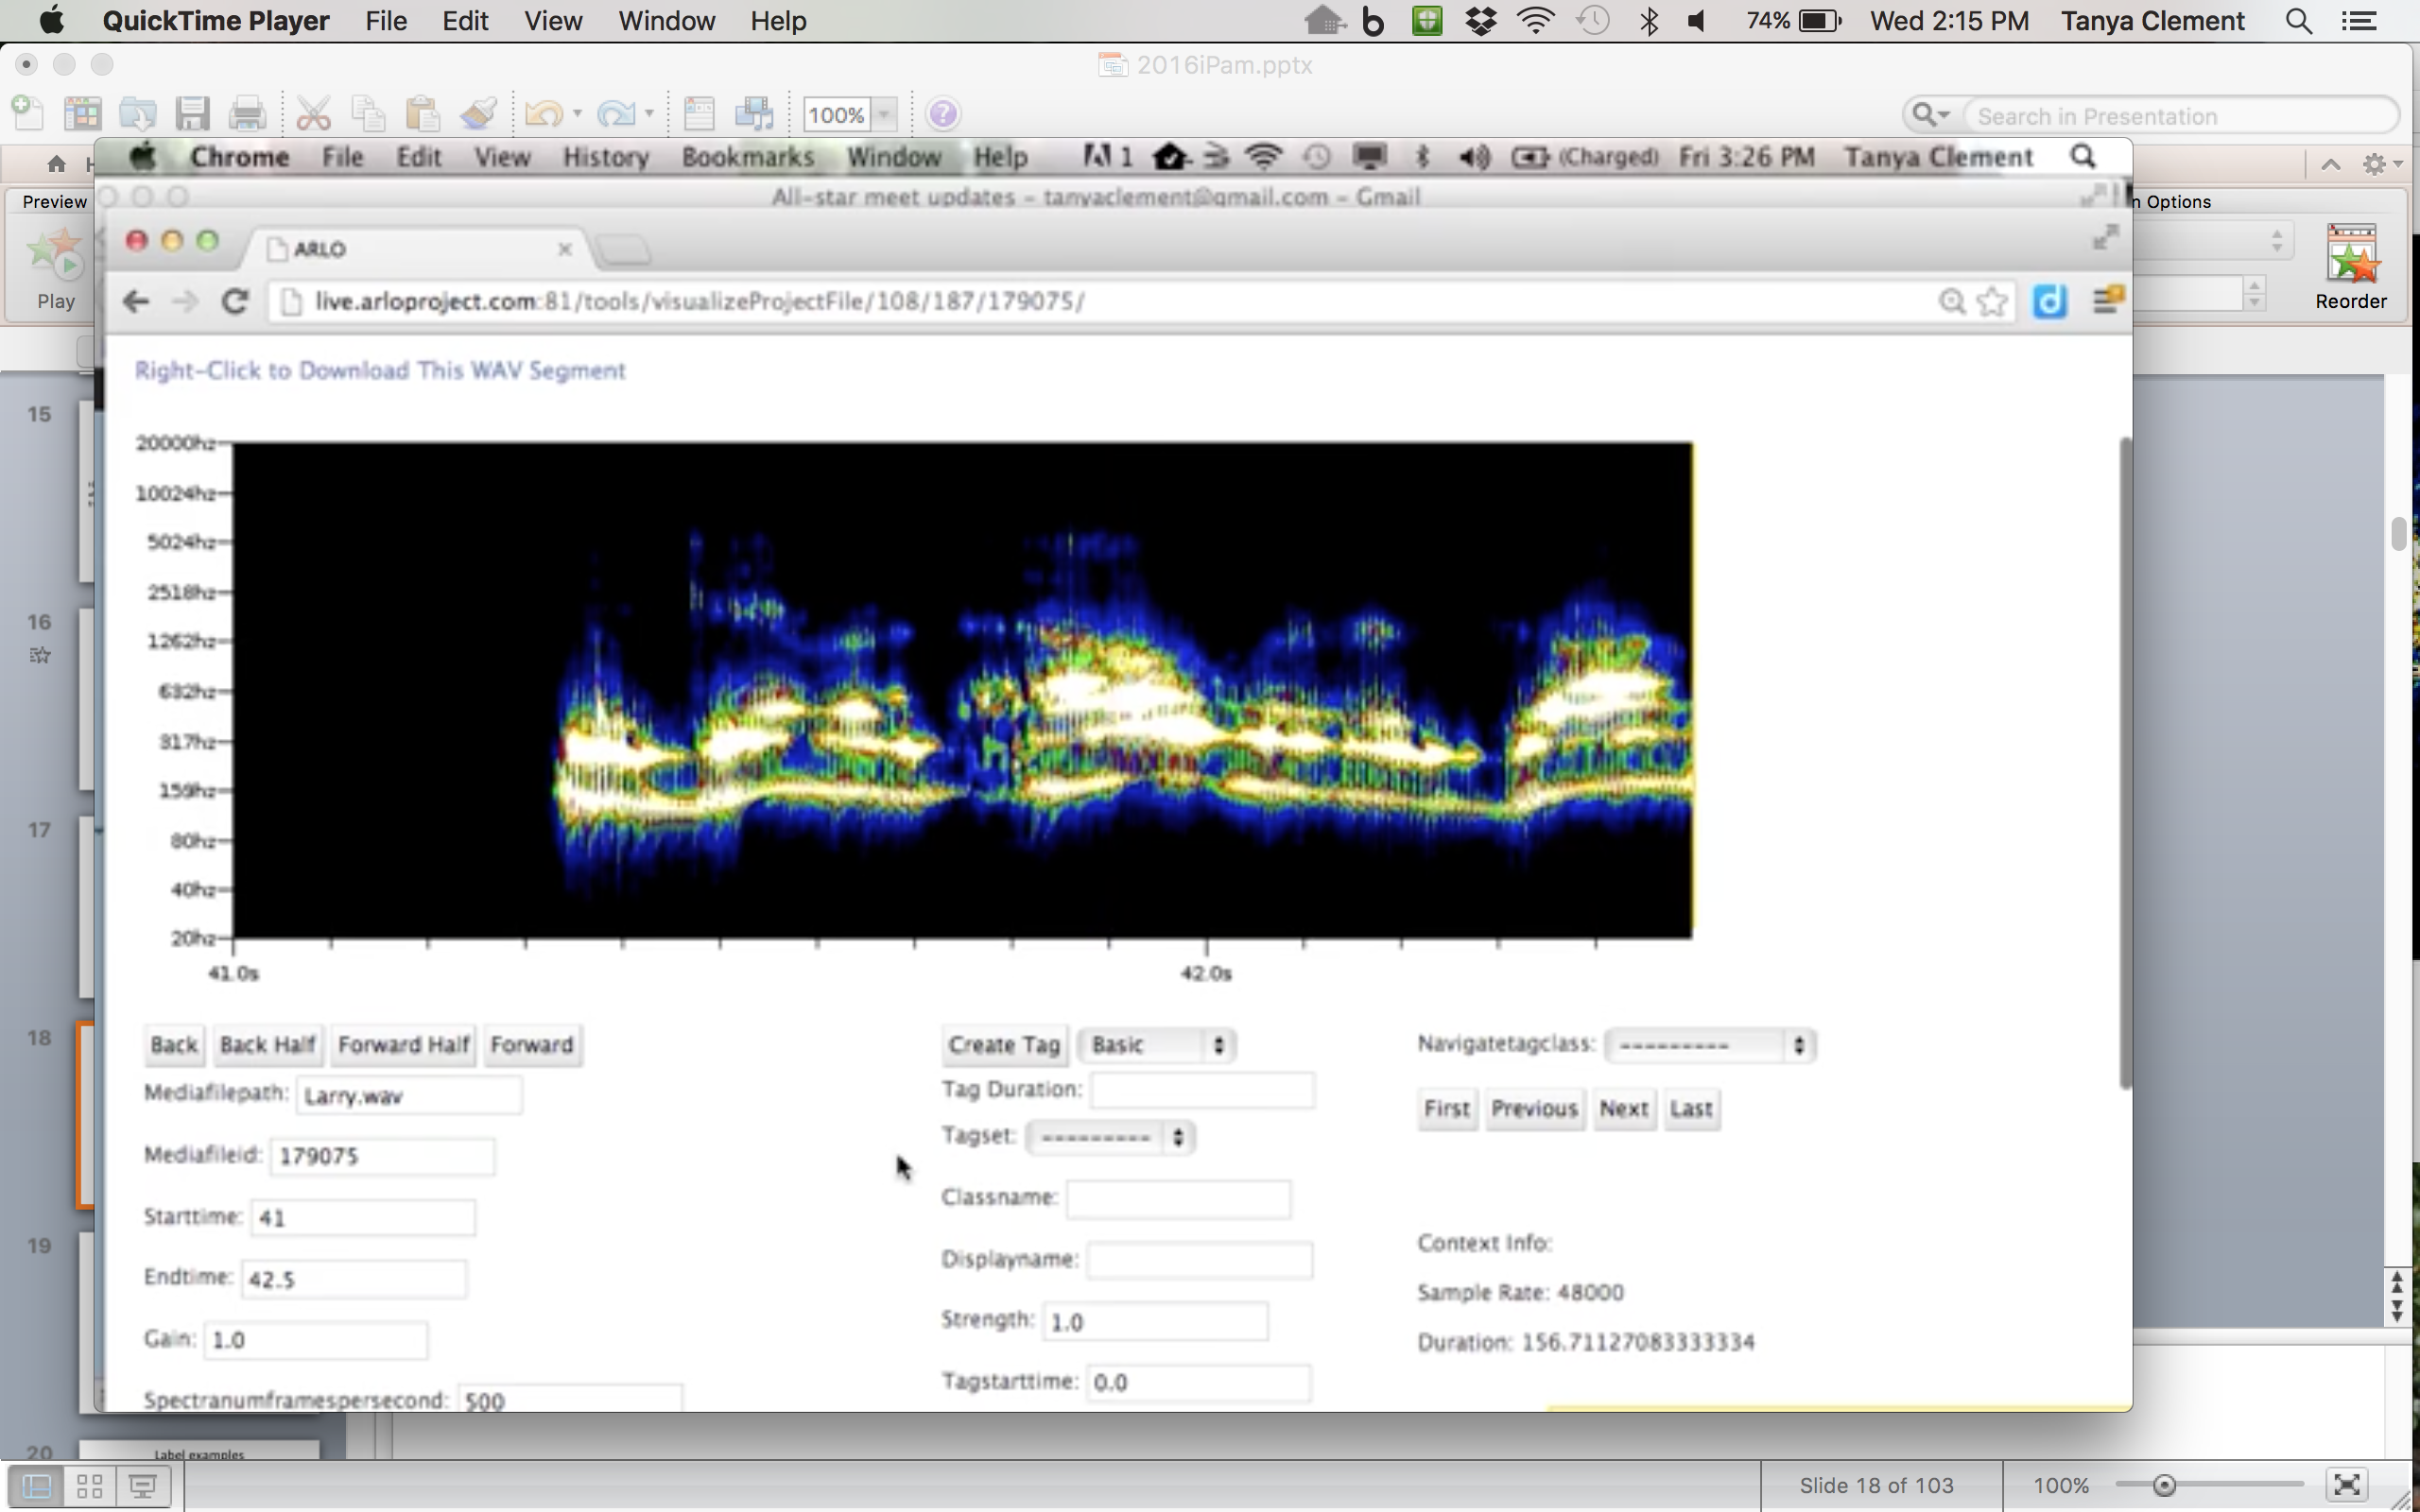 QuickTime Player File Edit View Window Help 74% Wed 2:15 PM Tanya Clement
2016iPam.pptx
100% Search in Presentation
Chrome File Edit View History Bookmarks Window Help 1 (Charged) Fri 3:26 PM Tanya Clement
All-star meet updates – tanyaclement@gmail.com – Gmail
Preview
n Options
ARLO
Play
Reorder
live.arloproject.com:81/tools/visualizeProjectFile/108/187/179075/
Right-Click to Download This WAV Segment
15
20000hz
10024hz
5024hz
2518hz
16
1262hz
632hz
317hz
159hz
17
80hz
40hz
20hz
41.0s 42.0s
18
Back Back Half Forward Half Forward Create Tag Basic Navigatetagclass: ---------
Mediafilepath: Larry.wav Tag Duration:
First Previous Next Last
Tagset: ---------
Mediafileid: 179075
Classname:
Starttime: 41
19
Context Info:
Displayname:
Endtime: 42.5
Sample Rate: 48000
Strength: 1.0
Gain: 1.0
Duration: 156.71127083333334
Tagstarttime: 0.0
Spectranumframespersecond: 500
20
Label examples
Slide 18 of 103 100%